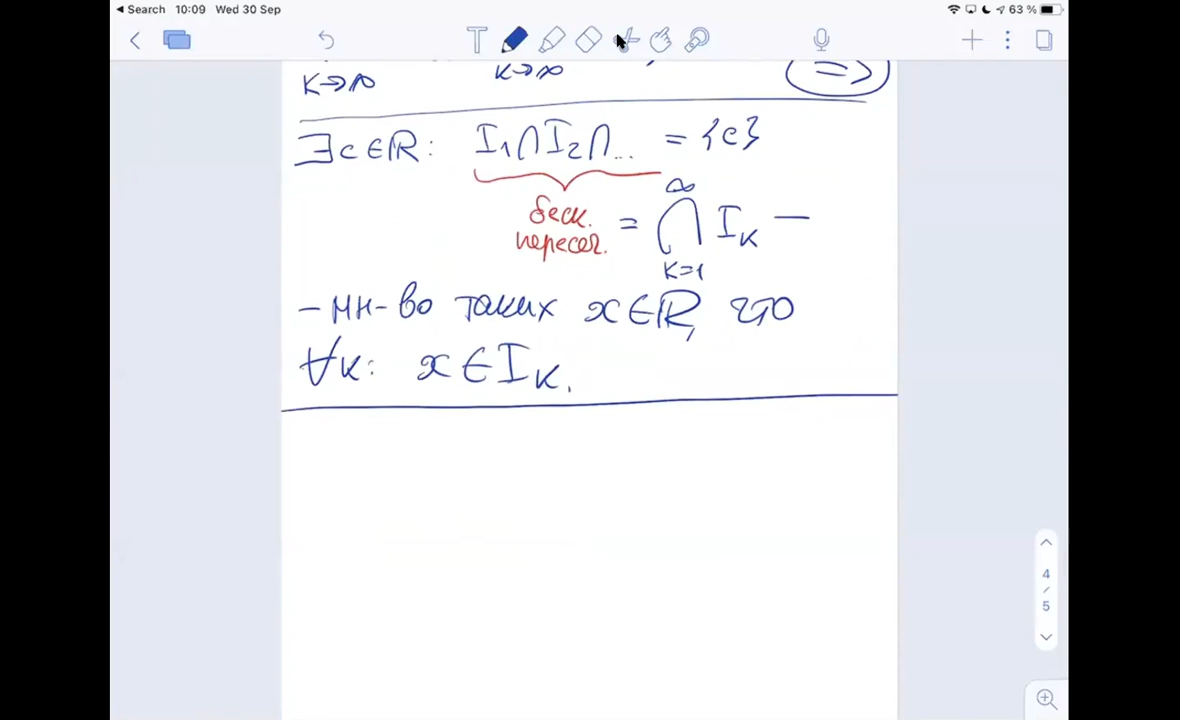 Search 10:09 Wed 30 Sep 63 %
T
K→∞ K→∞ =>
∃c∈ℝ: I₁∩I₂∩... = {c}
беск. пересеч. = ∞ ⋂ k=1 I_K —
– мн-во таких x∈ℝ, что
∀K: x∈I_K.
4
/
5